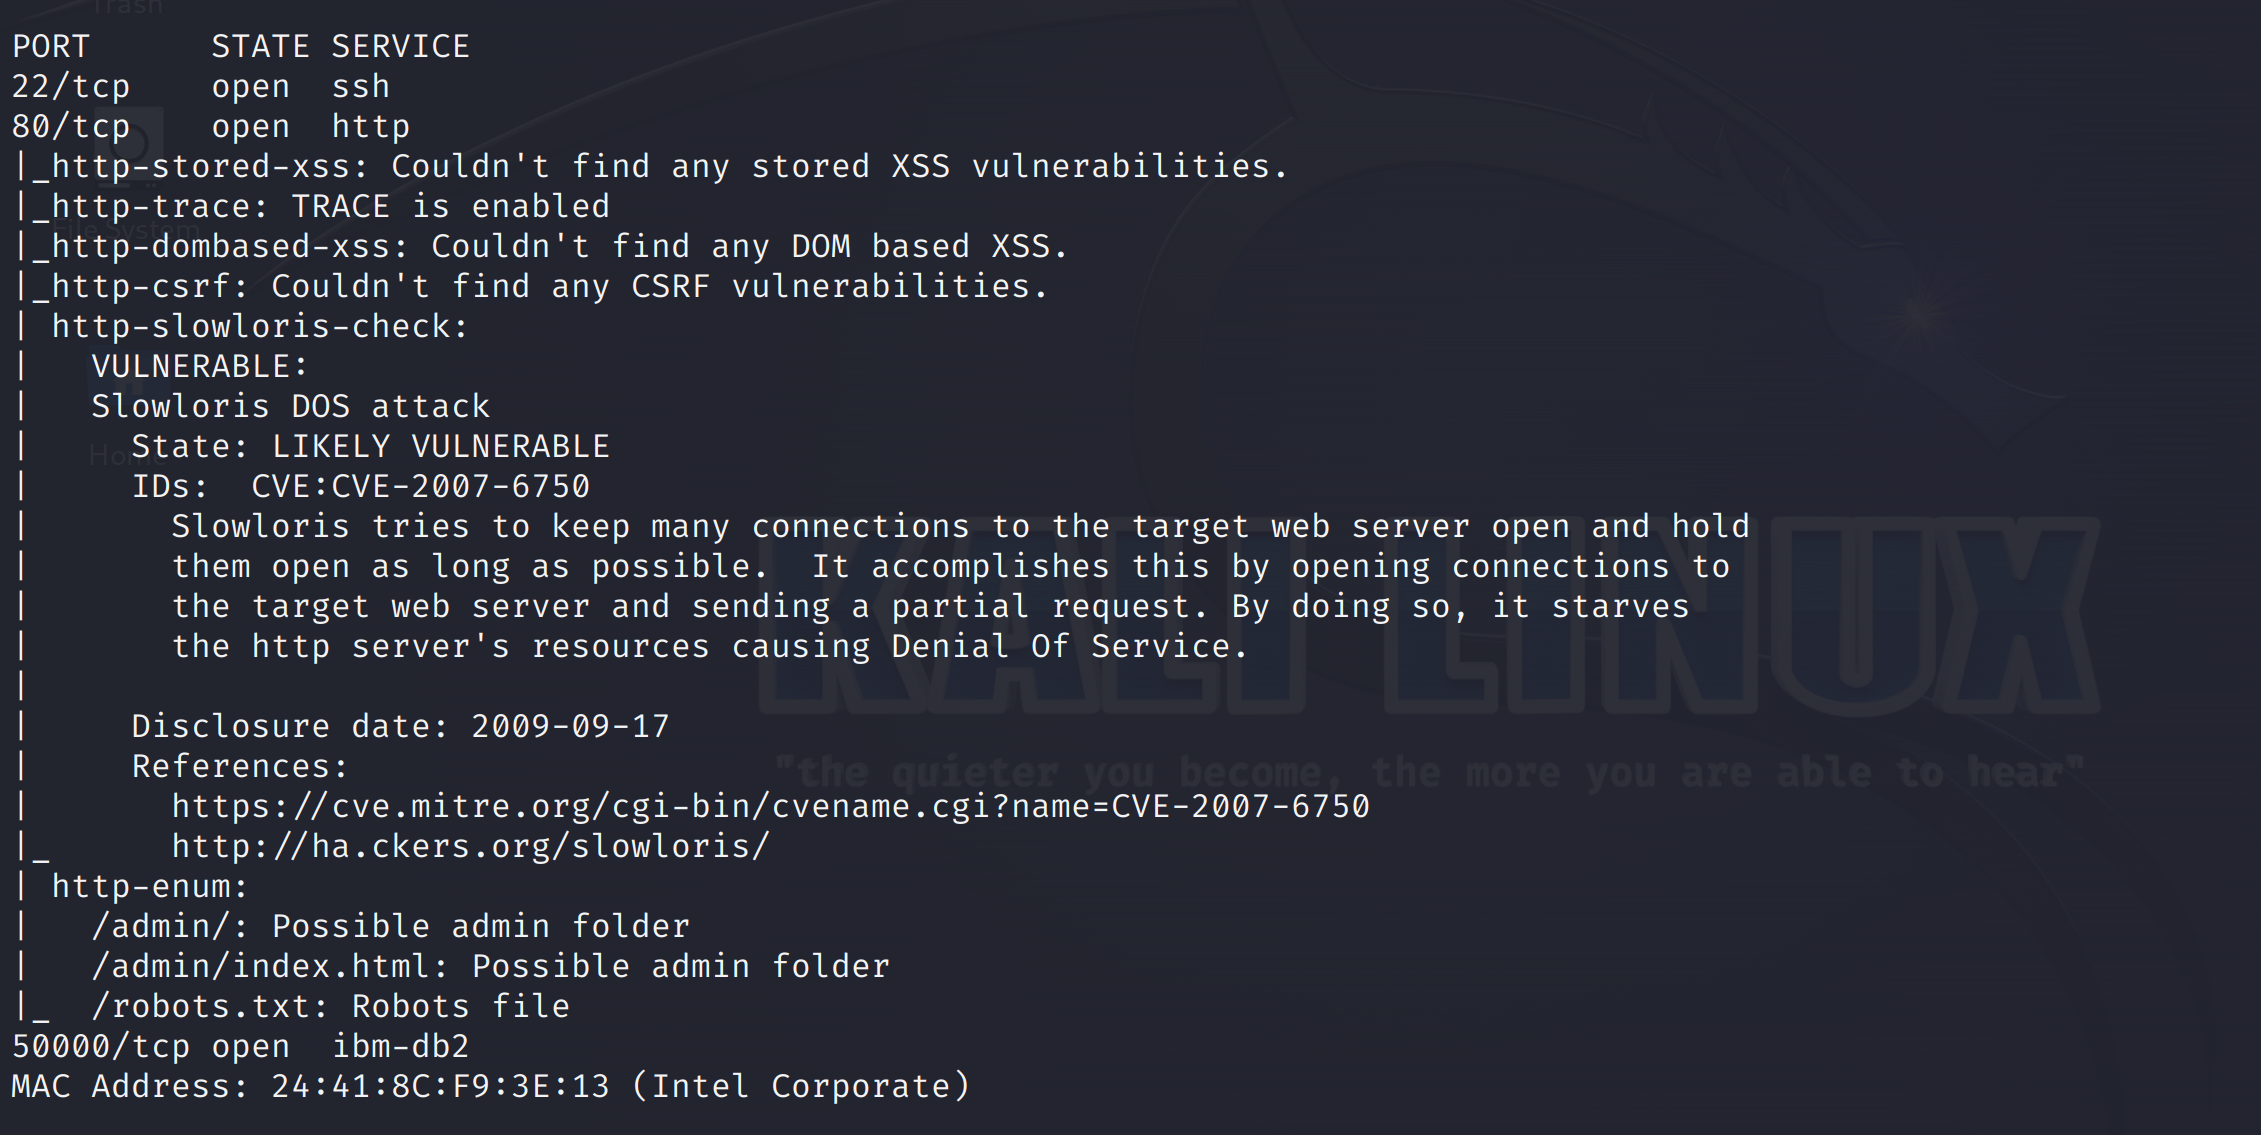 Trash
PORT      STATE SERVICE
22/tcp    open  ssh
80/tcp    open  http
|_http-stored-xss: Couldn't find any stored XSS vulnerabilities.
|_http-trace: TRACE is enabled
File System
|_http-dombased-xss: Couldn't find any DOM based XSS.
|_http-csrf: Couldn't find any CSRF vulnerabilities.
| http-slowloris-check:
|   VULNERABLE:
|   Slowloris DOS attack
|     State: LIKELY VULNERABLE
Home
|     IDs:  CVE:CVE-2007-6750
|       Slowloris tries to keep many connections to the target web server open and hold
|       them open as long as possible.  It accomplishes this by opening connections to
|       the target web server and sending a partial request. By doing so, it starves
|       the http server's resources causing Denial Of Service.
KALI LINUX
|
|     Disclosure date: 2009-09-17
|     References:
"the quieter you become, the more you are able to hear"
|       https://cve.mitre.org/cgi-bin/cvename.cgi?name=CVE-2007-6750
|_      http://ha.ckers.org/slowloris/
| http-enum:
|   /admin/: Possible admin folder
|   /admin/index.html: Possible admin folder
|_  /robots.txt: Robots file
50000/tcp open  ibm-db2
MAC Address: 24:41:8C:F9:3E:13 (Intel Corporate)